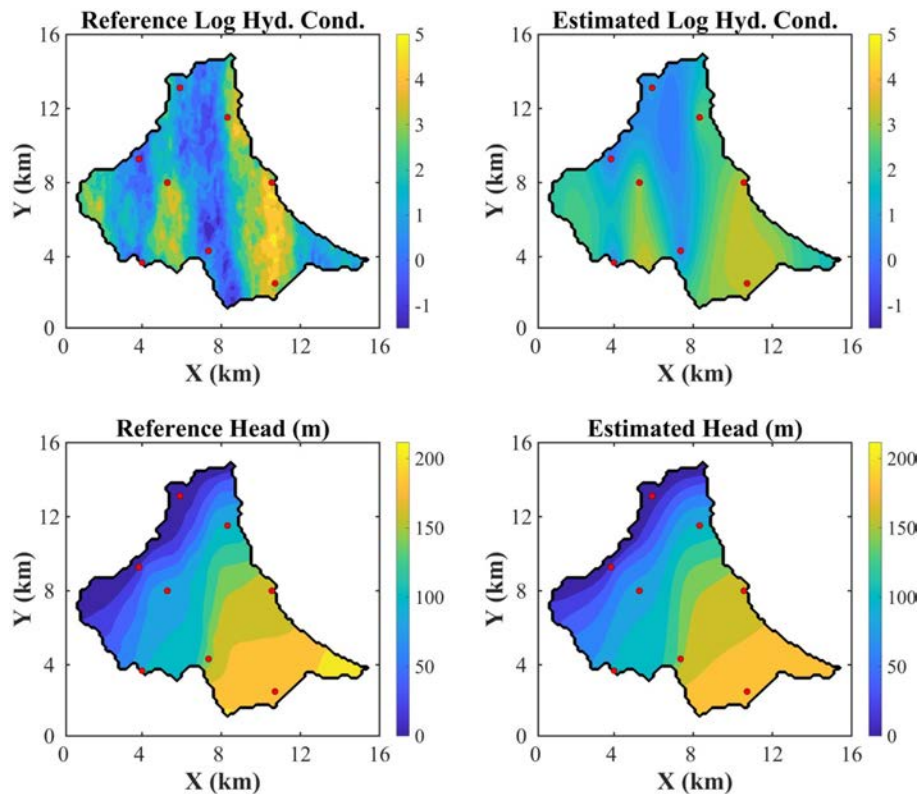 Reference Log Hyd. Cond.
16
12
8
4
0
Y (km)
0 4 8 12 16
X (km)
5
4
3
2
1
0
-1
Estimated Log Hyd. Cond.
16
12
8
4
0
Y (km)
0 4 8 12 16
X (km)
5
4
3
2
1
0
-1
Reference Head (m)
16
12
8
4
0
Y (km)
0 4 8 12 16
X (km)
200
150
100
50
0
Estimated Head (m)
16
12
8
4
0
Y (km)
0 4 8 12 16
X (km)
200
150
100
50
0